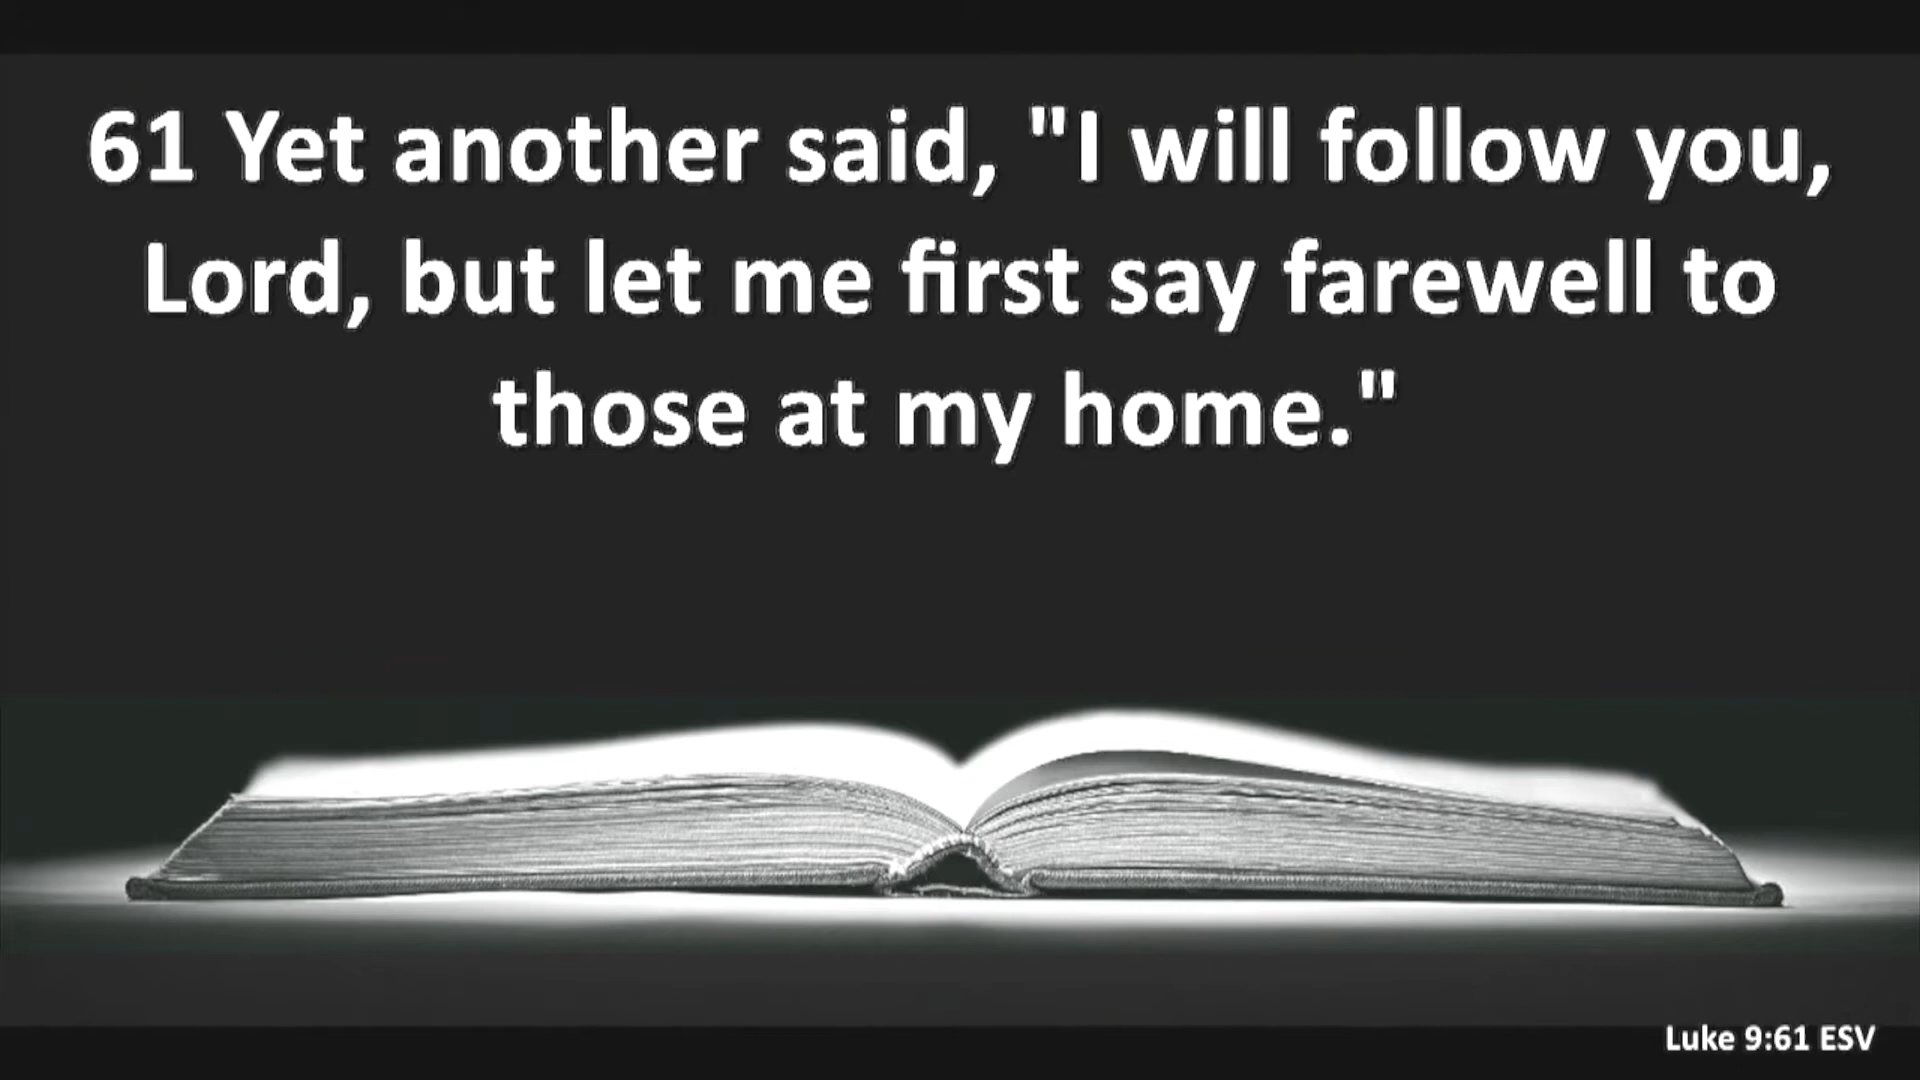 61 Yet another said, "I will follow you,
Lord, but let me first say farewell to
those at my home."
Luke 9:61 ESV